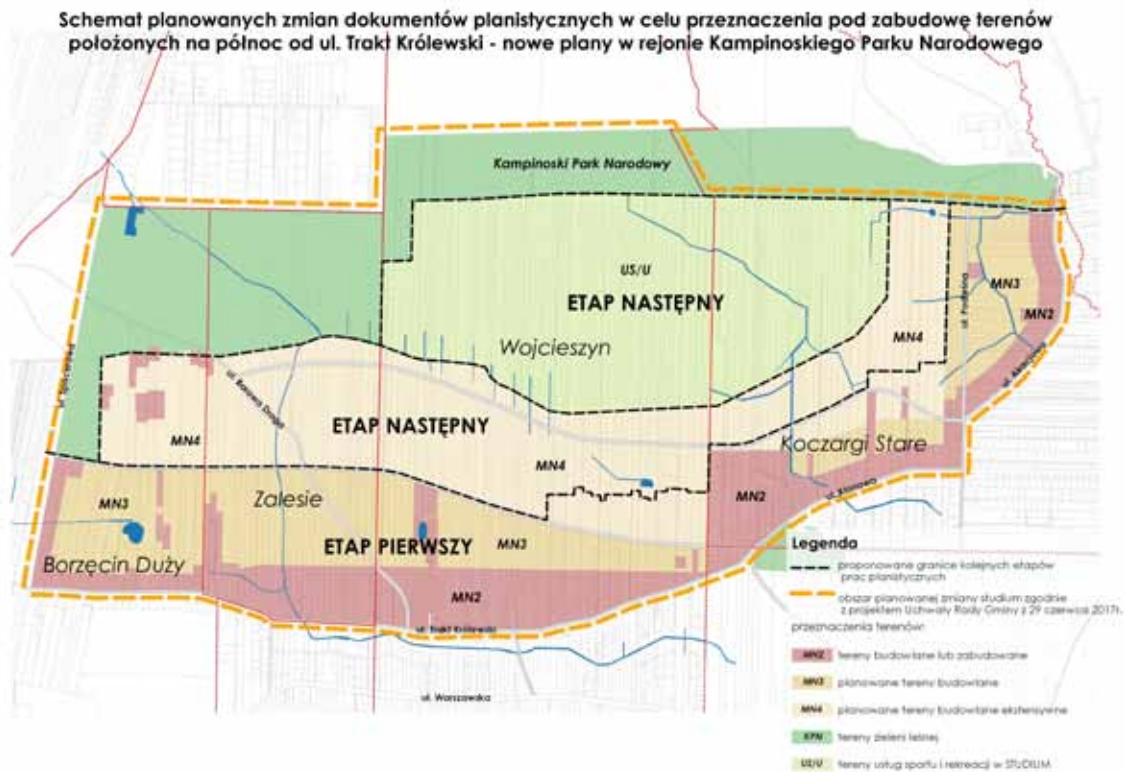 Schemat planowanych zmian dokumentów planistycznych w celu przeznaczenia pod zabudowę terenów
położonych na północ od ul. Trakt Królewski - nowe plany w rejonie Kampinoskiego Parku Narodowego
Kampinoski Park Narodowy
US/U
ETAP NASTĘPNY
Wojcieszyn
MN3
MN2
MN4
ETAP NASTĘPNY
MN4
MN4
Koczargi Stare
MN2
ul. Klonowa
MN3
Zalesie
ETAP PIERWSZY
MN3
Borzęcin Duży
MN2
ul. Trakt Królewski
ul. Warszawska
Legenda
proponowane granice kolejnych etapów
prac planistycznych
obszar planowanej zmiany studium zgodnie
z projektem Uchwały Rady Gminy z 29 czerwca 2017r.
przeznaczenia terenów:
MN2 tereny budowlane lub zabudowane
MN3 planowane tereny budowlane
MN4 planowane tereny budowlane ekstensywne
KPN tereny zieleni leśnej
US/U tereny usług sportu i rekreacji w STUDIUM